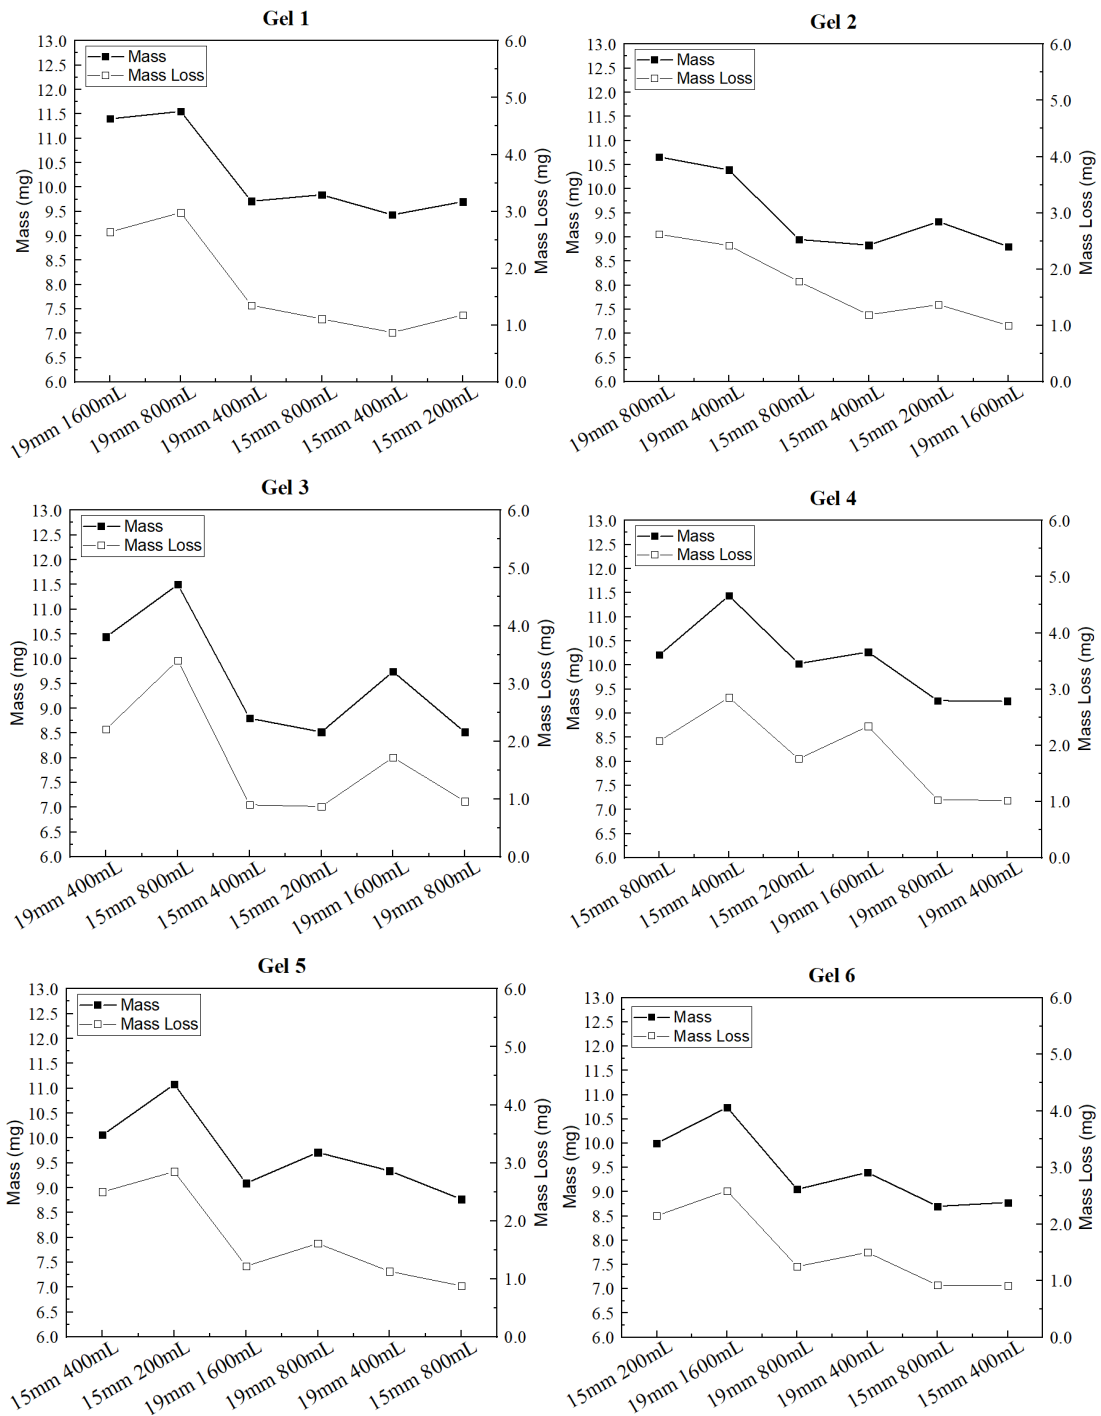 Gel 1
Mass
Mass Loss
13.0
12.5
12.0
11.5
11.0
10.5
10.0
9.5
9.0
8.5
8.0
7.5
7.0
6.5
6.0
Mass (mg)
6.0
5.0
4.0
3.0
2.0
1.0
0.0
Mass Loss (mg)
19mm 1600mL
19mm 800mL
19mm 400mL
15mm 800mL
15mm 400mL
15mm 200mL
Gel 2
Mass
Mass Loss
13.0
12.5
12.0
11.5
11.0
10.5
10.0
9.5
9.0
8.5
8.0
7.5
7.0
6.5
6.0
Mass (mg)
6.0
5.0
4.0
3.0
2.0
1.0
0.0
Mass Loss (mg)
19mm 800mL
19mm 400mL
15mm 800mL
15mm 400mL
15mm 200mL
19mm 1600mL
Gel 3
Mass
Mass Loss
13.0
12.5
12.0
11.5
11.0
10.5
10.0
9.5
9.0
8.5
8.0
7.5
7.0
6.5
6.0
Mass (mg)
6.0
5.0
4.0
3.0
2.0
1.0
0.0
Mass Loss (mg)
19mm 400mL
15mm 800mL
15mm 400mL
15mm 200mL
19mm 1600mL
19mm 800mL
Gel 4
Mass
Mass Loss
13.0
12.5
12.0
11.5
11.0
10.5
10.0
9.5
9.0
8.5
8.0
7.5
7.0
6.5
6.0
Mass (mg)
6.0
5.0
4.0
3.0
2.0
1.0
0.0
Mass Loss (mg)
15mm 800mL
15mm 400mL
15mm 200mL
19mm 1600mL
19mm 800mL
19mm 400mL
Gel 5
Mass
Mass Loss
13.0
12.5
12.0
11.5
11.0
10.5
10.0
9.5
9.0
8.5
8.0
7.5
7.0
6.5
6.0
Mass (mg)
6.0
5.0
4.0
3.0
2.0
1.0
0.0
Mass Loss (mg)
15mm 400mL
15mm 200mL
19mm 1600mL
19mm 800mL
19mm 400mL
15mm 800mL
Gel 6
Mass
Mass Loss
13.0
12.5
12.0
11.5
11.0
10.5
10.0
9.5
9.0
8.5
8.0
7.5
7.0
6.5
6.0
Mass (mg)
6.0
5.0
4.0
3.0
2.0
1.0
0.0
Mass Loss (mg)
15mm 200mL
19mm 1600mL
19mm 800mL
19mm 400mL
15mm 800mL
15mm 400mL